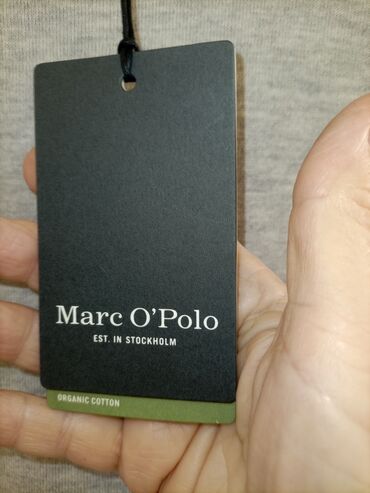 Marc O'Polo
EST. IN STOCKHOLM
ORGANIC COTTON